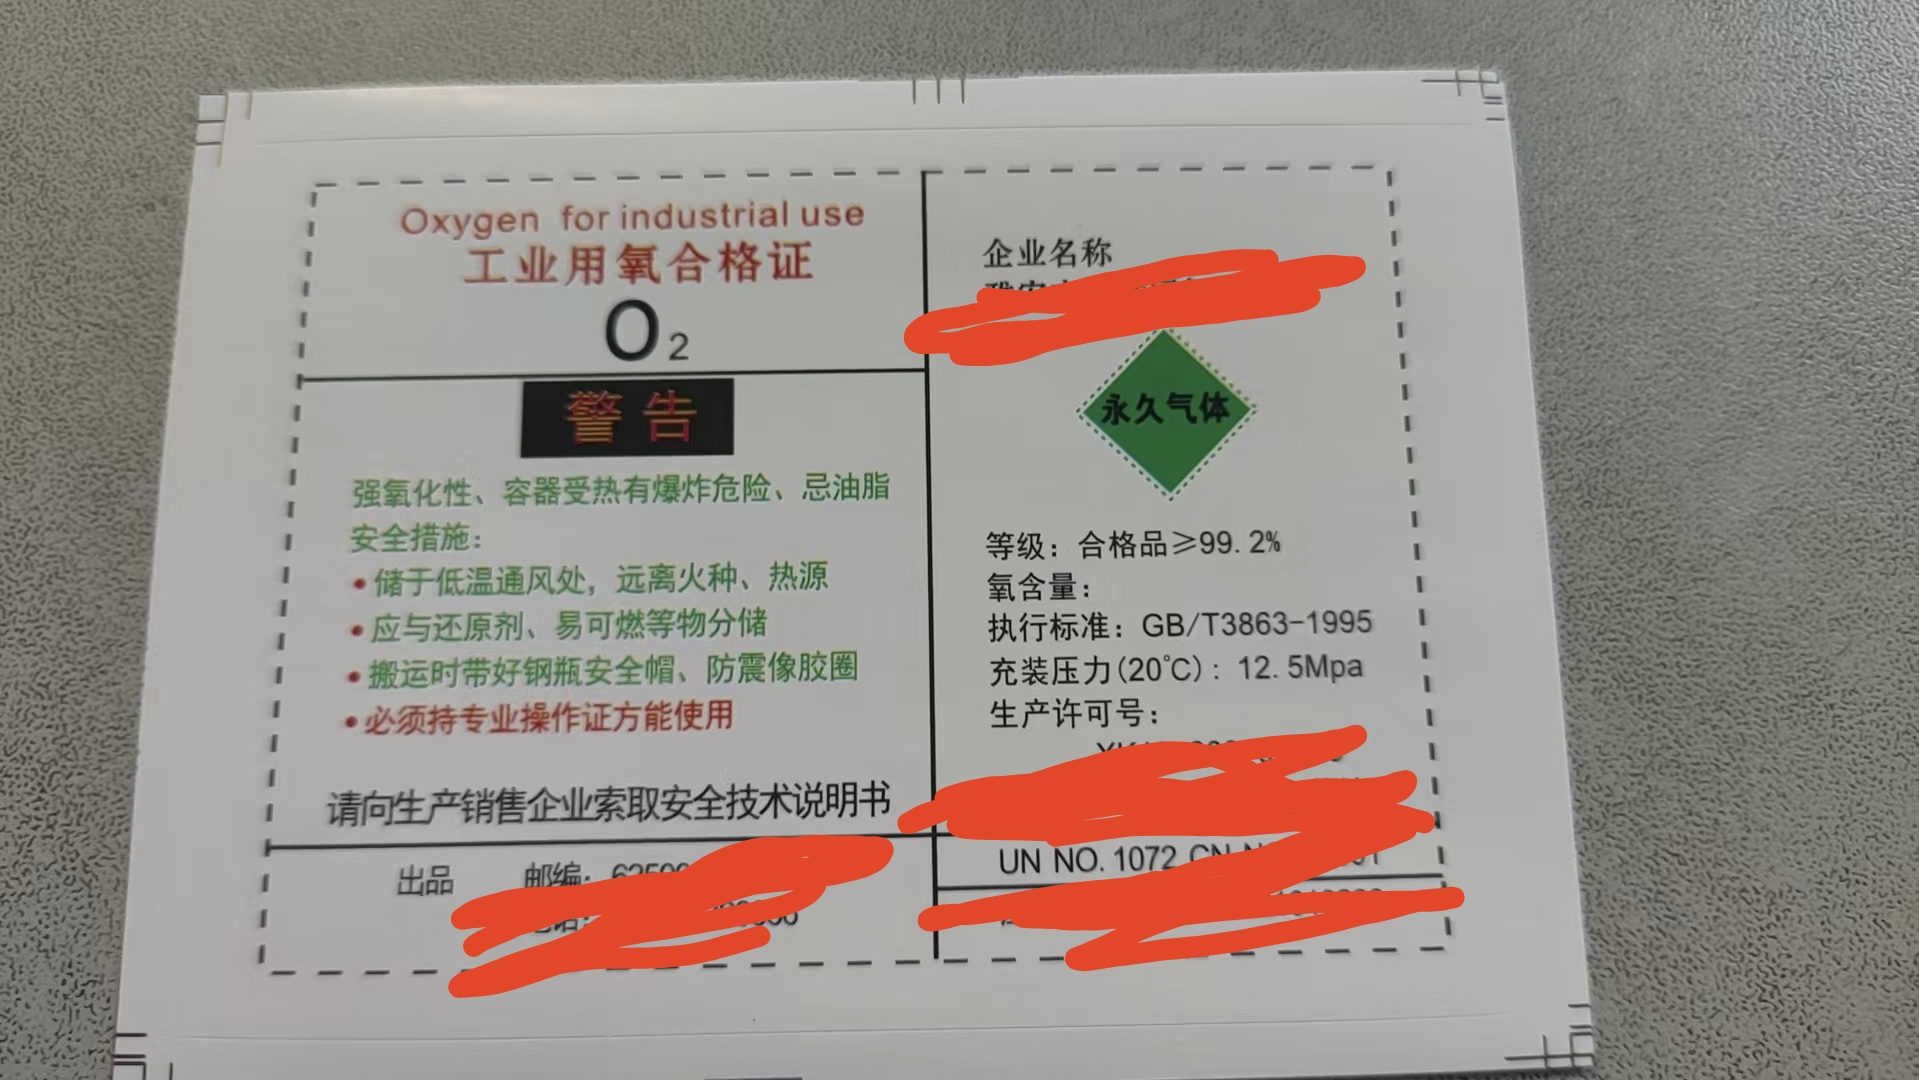 Oxygen for industrial use
工业用氧合格证
O2
警告
强氧化性、容器受热有爆炸危险、忌油脂
安全措施：
•储于低温通风处，远离火种、热源
•应与还原剂、易可燃等物分储
•搬运时带好钢瓶安全帽、防震像胶圈
•必须持专业操作证方能使用
请向生产销售企业索取安全技术说明书
出品 邮编：
企业名称
永久气体
等级：合格品≥99.2%
氧含量：
执行标准：GB/T3863-1995
充装压力(20℃)：12.5Mpa
生产许可号：
UN NO.1072